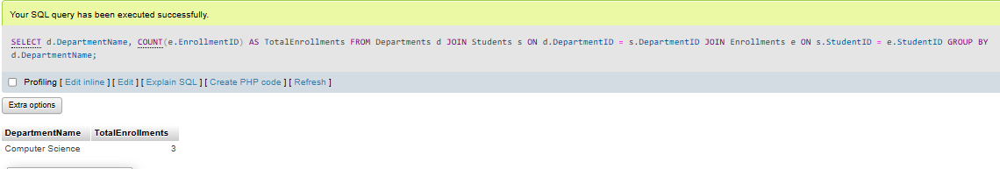 Your SQL query has been executed successfully.
SELECT d.DepartmentName, COUNT(e.EnrollmentID) AS TotalEnrollments FROM Departments d JOIN Students s ON d.DepartmentID = s.DepartmentID JOIN Enrollments e ON s.StudentID = e.StudentID GROUP BY
d.DepartmentName;
Profiling [ Edit inline ] [ Edit ] [ Explain SQL ] [ Create PHP code ] [ Refresh ]
Extra options
DepartmentName TotalEnrollments
Computer Science 3